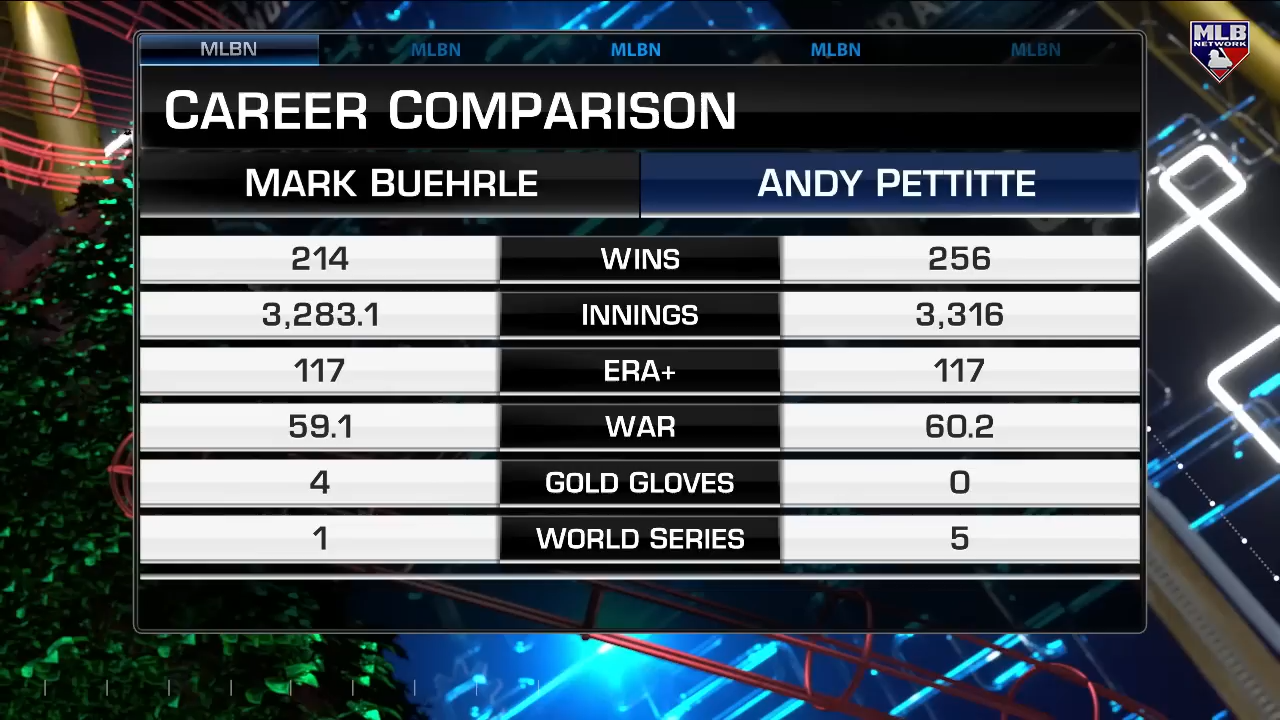 MLBN MLBN MLBN MLBN MLBN
MLB
NETWORK
CAREER COMPARISON
MARK BUEHRLE ANDY PETTITTE
214 WINS 256
3,283.1 INNINGS 3,316
117 ERA+ 117
59.1 WAR 60.2
4 GOLD GLOVES 0
1 WORLD SERIES 5